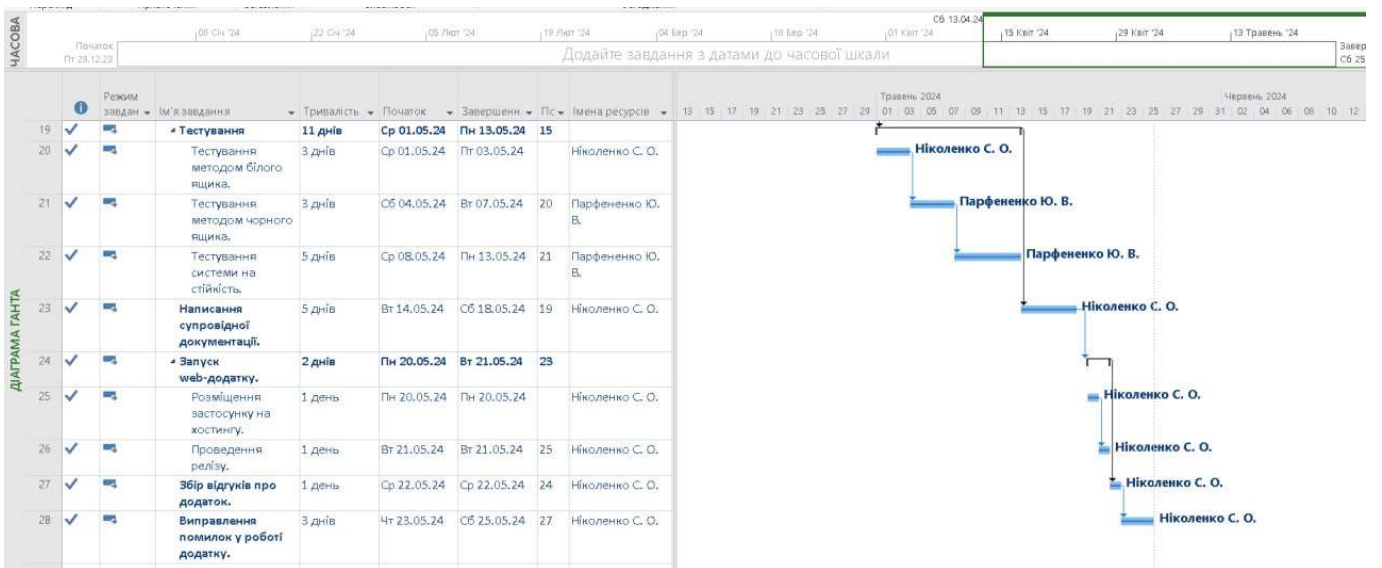 ЧАСОВА
Сб 13.04.24
08 Січ '24
22 Січ '24
05 Лют '24
19 Лют '24
04 Бер '24
18 Бер '24
01 Квіт '24
15 Квіт '24
29 Квіт '24
13 Травень '24
Початок
Пт 29.12.23
Додайте завдання з датами до часової шкали
Завер
Сб 25
ДІАГРАМА ГАНТА
Режим
завдан Ім'я завдання Тривалість Початок Завершенн. Пс Імена ресурсів
Травень 2024 Червень 2024
13 15 17 19 21 23 25 27 29 01 03 05 07 09 11 13 15 17 19 21 23 25 27 29 31 02 04 06 08 10 12
19 Тестування 11 днів Ср 01.05.24 Пн 13.05.24 15
20 Тестування 3 днів Ср 01.05.24 Пт 03.05.24 Ніколенко С. О. Ніколенко С. О.
методом білого
ящика.
21 Тестування 3 днів Сб 04.05.24 Вт 07.05.24 20 Парфененко Ю. Парфененко Ю. В.
методом чорного В.
ящика.
22 Тестування 5 днів Ср 08.05.24 Пн 13.05.24 21 Парфененко Ю. Парфененко Ю. В.
системи на В.
стійкість.
23 Написання 5 днів Вт 14.05.24 Сб 18.05.24 19 Ніколенко С. О. Ніколенко С. О.
супровідної
документації.
24 Запуск 2 днів Пн 20.05.24 Вт 21.05.24 23
web-додатку.
25 Розміщення 1 день Пн 20.05.24 Пн 20.05.24 Ніколенко С. О. Ніколенко С. О.
застосунку на
хостингу.
26 Проведення 1 день Вт 21.05.24 Вт 21.05.24 25 Ніколенко С. О. Ніколенко С. О.
релізу.
27 Збір відгуків про 1 день Ср 22.05.24 Ср 22.05.24 24 Ніколенко С. О. Ніколенко С. О.
додаток.
28 Виправлення 3 днів Чт 23.05.24 Сб 25.05.24 27 Ніколенко С. О. Ніколенко С. О.
помилок у роботі
додатку.